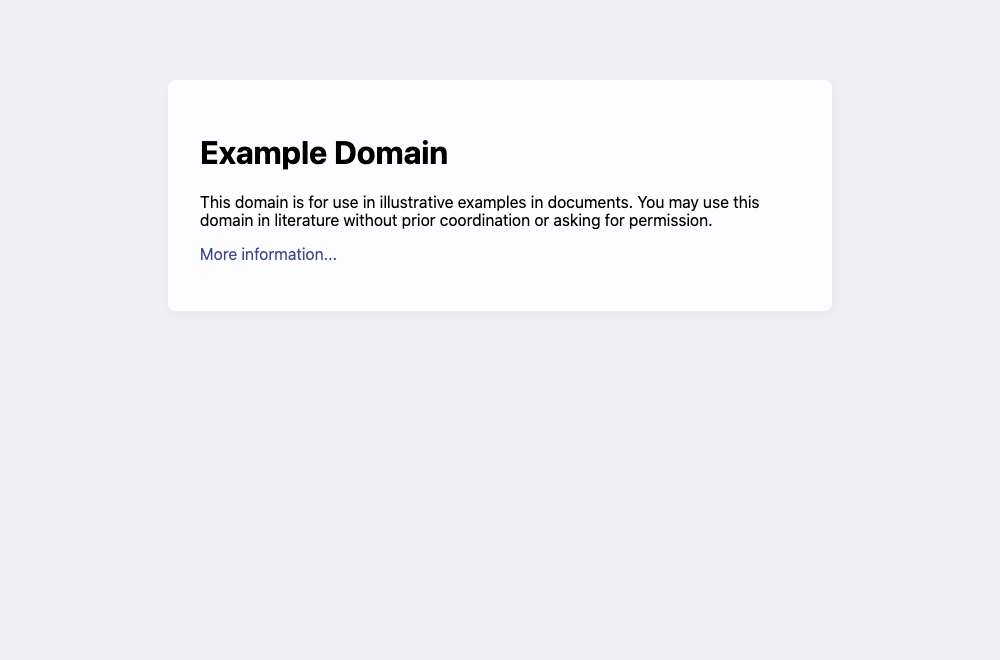 Example Domain
This domain is for use in illustrative examples in documents. You may use this
domain in literature without prior coordination or asking for permission.
More information...